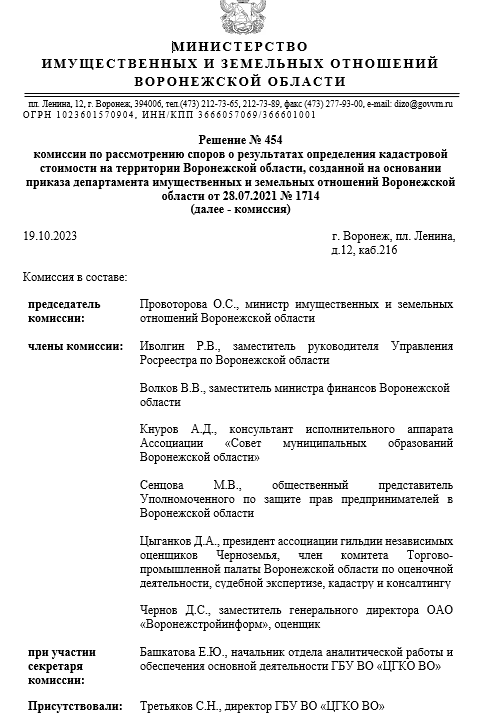 МИНИСТЕРСТВО
ИМУЩЕСТВЕННЫХ И ЗЕМЕЛЬНЫХ ОТНОШЕНИЙ
ВОРОНЕЖСКОЙ ОБЛАСТИ
пл. Ленина, 12, г. Воронеж, 394006, тел.(473) 212-73-65, 212-73-89, факс (473) 277-93-00, e-mail: dizo@govvrn.ru
ОГРН 1023601570904, ИНН/КПП 3666057069/366601001
Решение № 454
комиссии по рассмотрению споров о результатах определения кадастровой
стоимости на территории Воронежской области, созданной на основании
приказа департамента имущественных и земельных отношений Воронежской
области от 28.07.2021 № 1714
(далее - комиссия)
19.10.2023
г. Воронеж, пл. Ленина,
д.12, каб.216
Комиссия в составе:
председатель
комиссии:
Провоторова О.С., министр имущественных и земельных
отношений Воронежской области
члены комиссии:
Иволгин Р.В., заместитель руководителя Управления
Росреестра по Воронежской области
Волков В.В., заместитель министра финансов Воронежской
области
Кнуров А.Д., консультант исполнительного аппарата
Ассоциации «Совет муниципальных образований
Воронежской области»
Сенцова М.В., общественный представитель
Уполномоченного по защите прав предпринимателей в
Воронежской области
Цыганков Д.А., президент ассоциации гильдии независимых
оценщиков Черноземья, член комитета Торгово-
промышленной палаты Воронежской области по оценочной
деятельности, судебной экспертизе, кадастру и консалтингу
Чернов Д.С., заместитель генерального директора ОАО
«Воронежстройинформ», оценщик
при участии
секретаря
комиссии:
Башкатова Е.Ю., начальник отдела аналитической работы и
обеспечения основной деятельности ГБУ ВО «ЦГКО ВО»
Присутствовали:
Третьяков С.Н., директор ГБУ ВО «ЦГКО ВО»